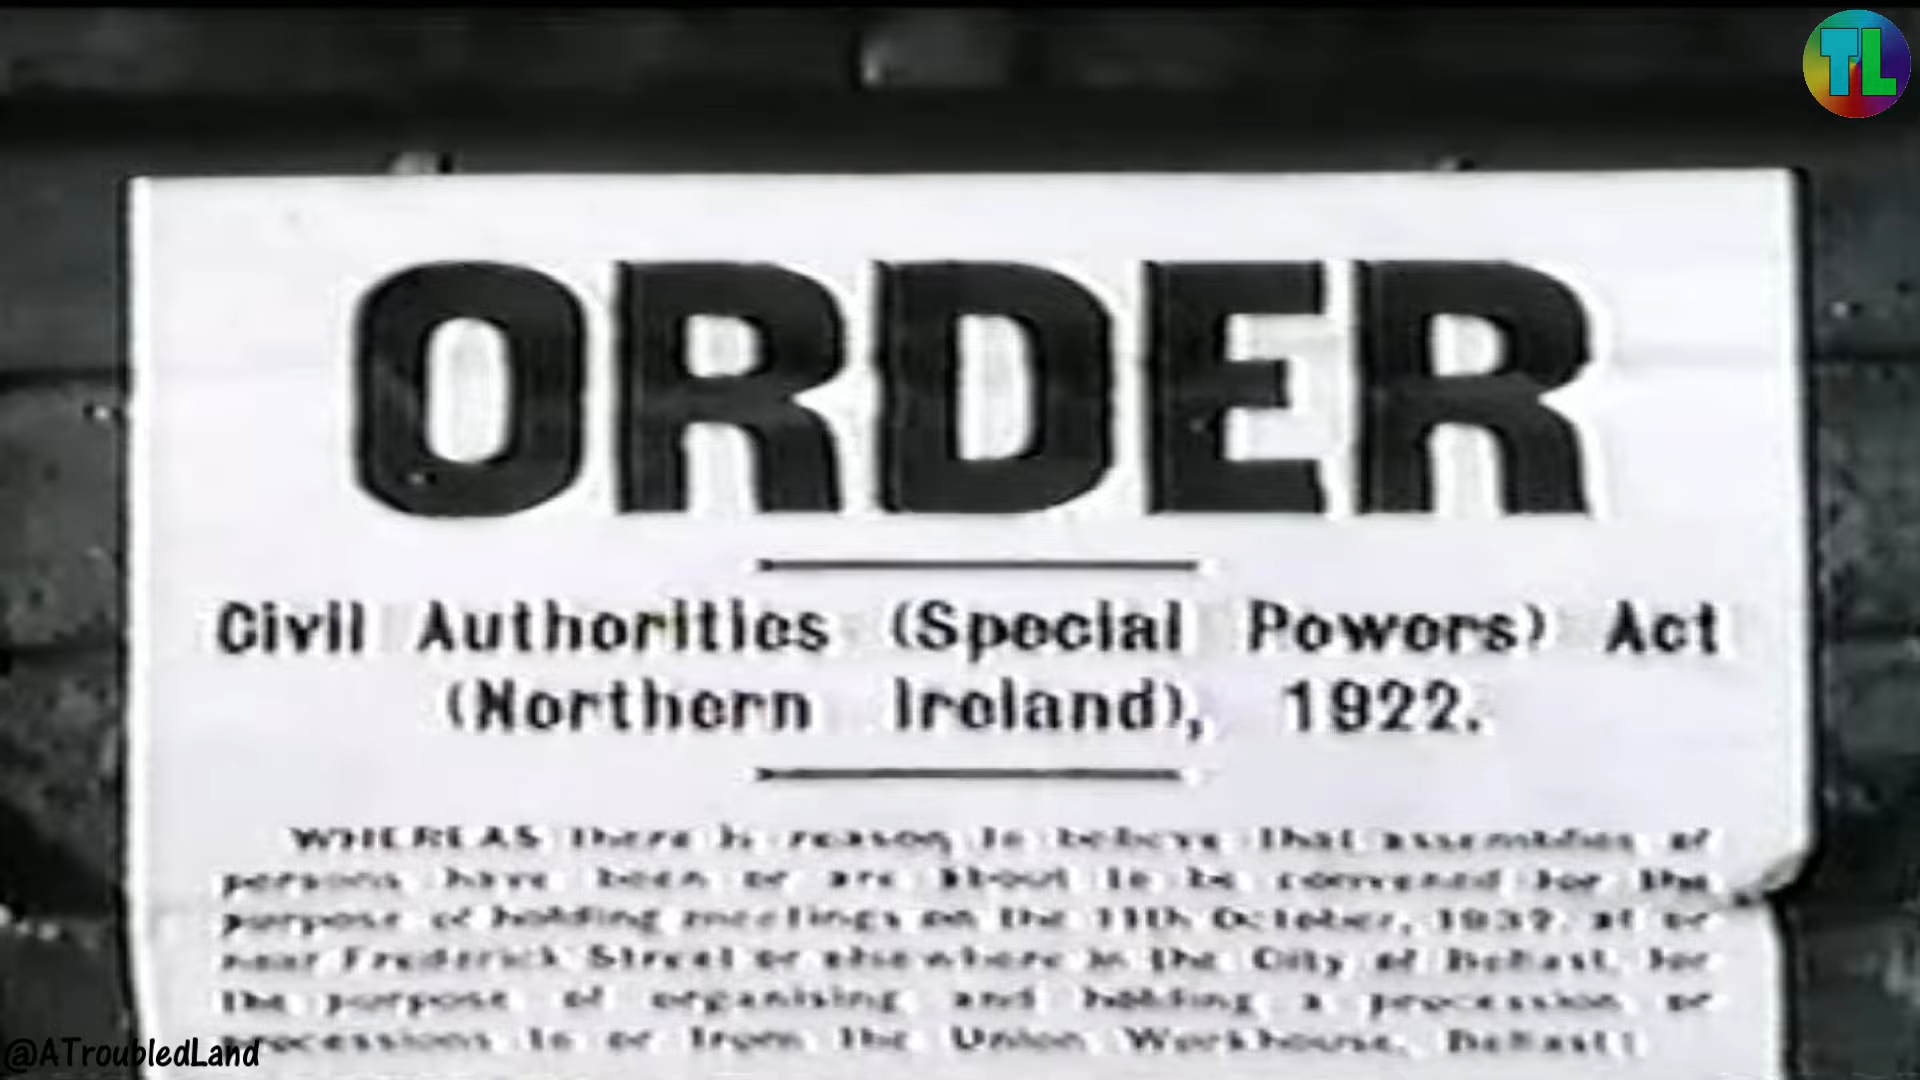 TL
ORDER
Civil Authorities (Special Powers) Act
(Northern Ireland), 1922.
WHEREAS there is reason to believe that assemblies of
persons have been or are about to be convened for the
purpose of holding meetings on the 11th October, 1932, at or
near Frederick Street or elsewhere in the City of Belfast, for
the purpose of organising and holding a procession or
processions to or from the Union Workhouse, Belfast;
@ATroubledLand